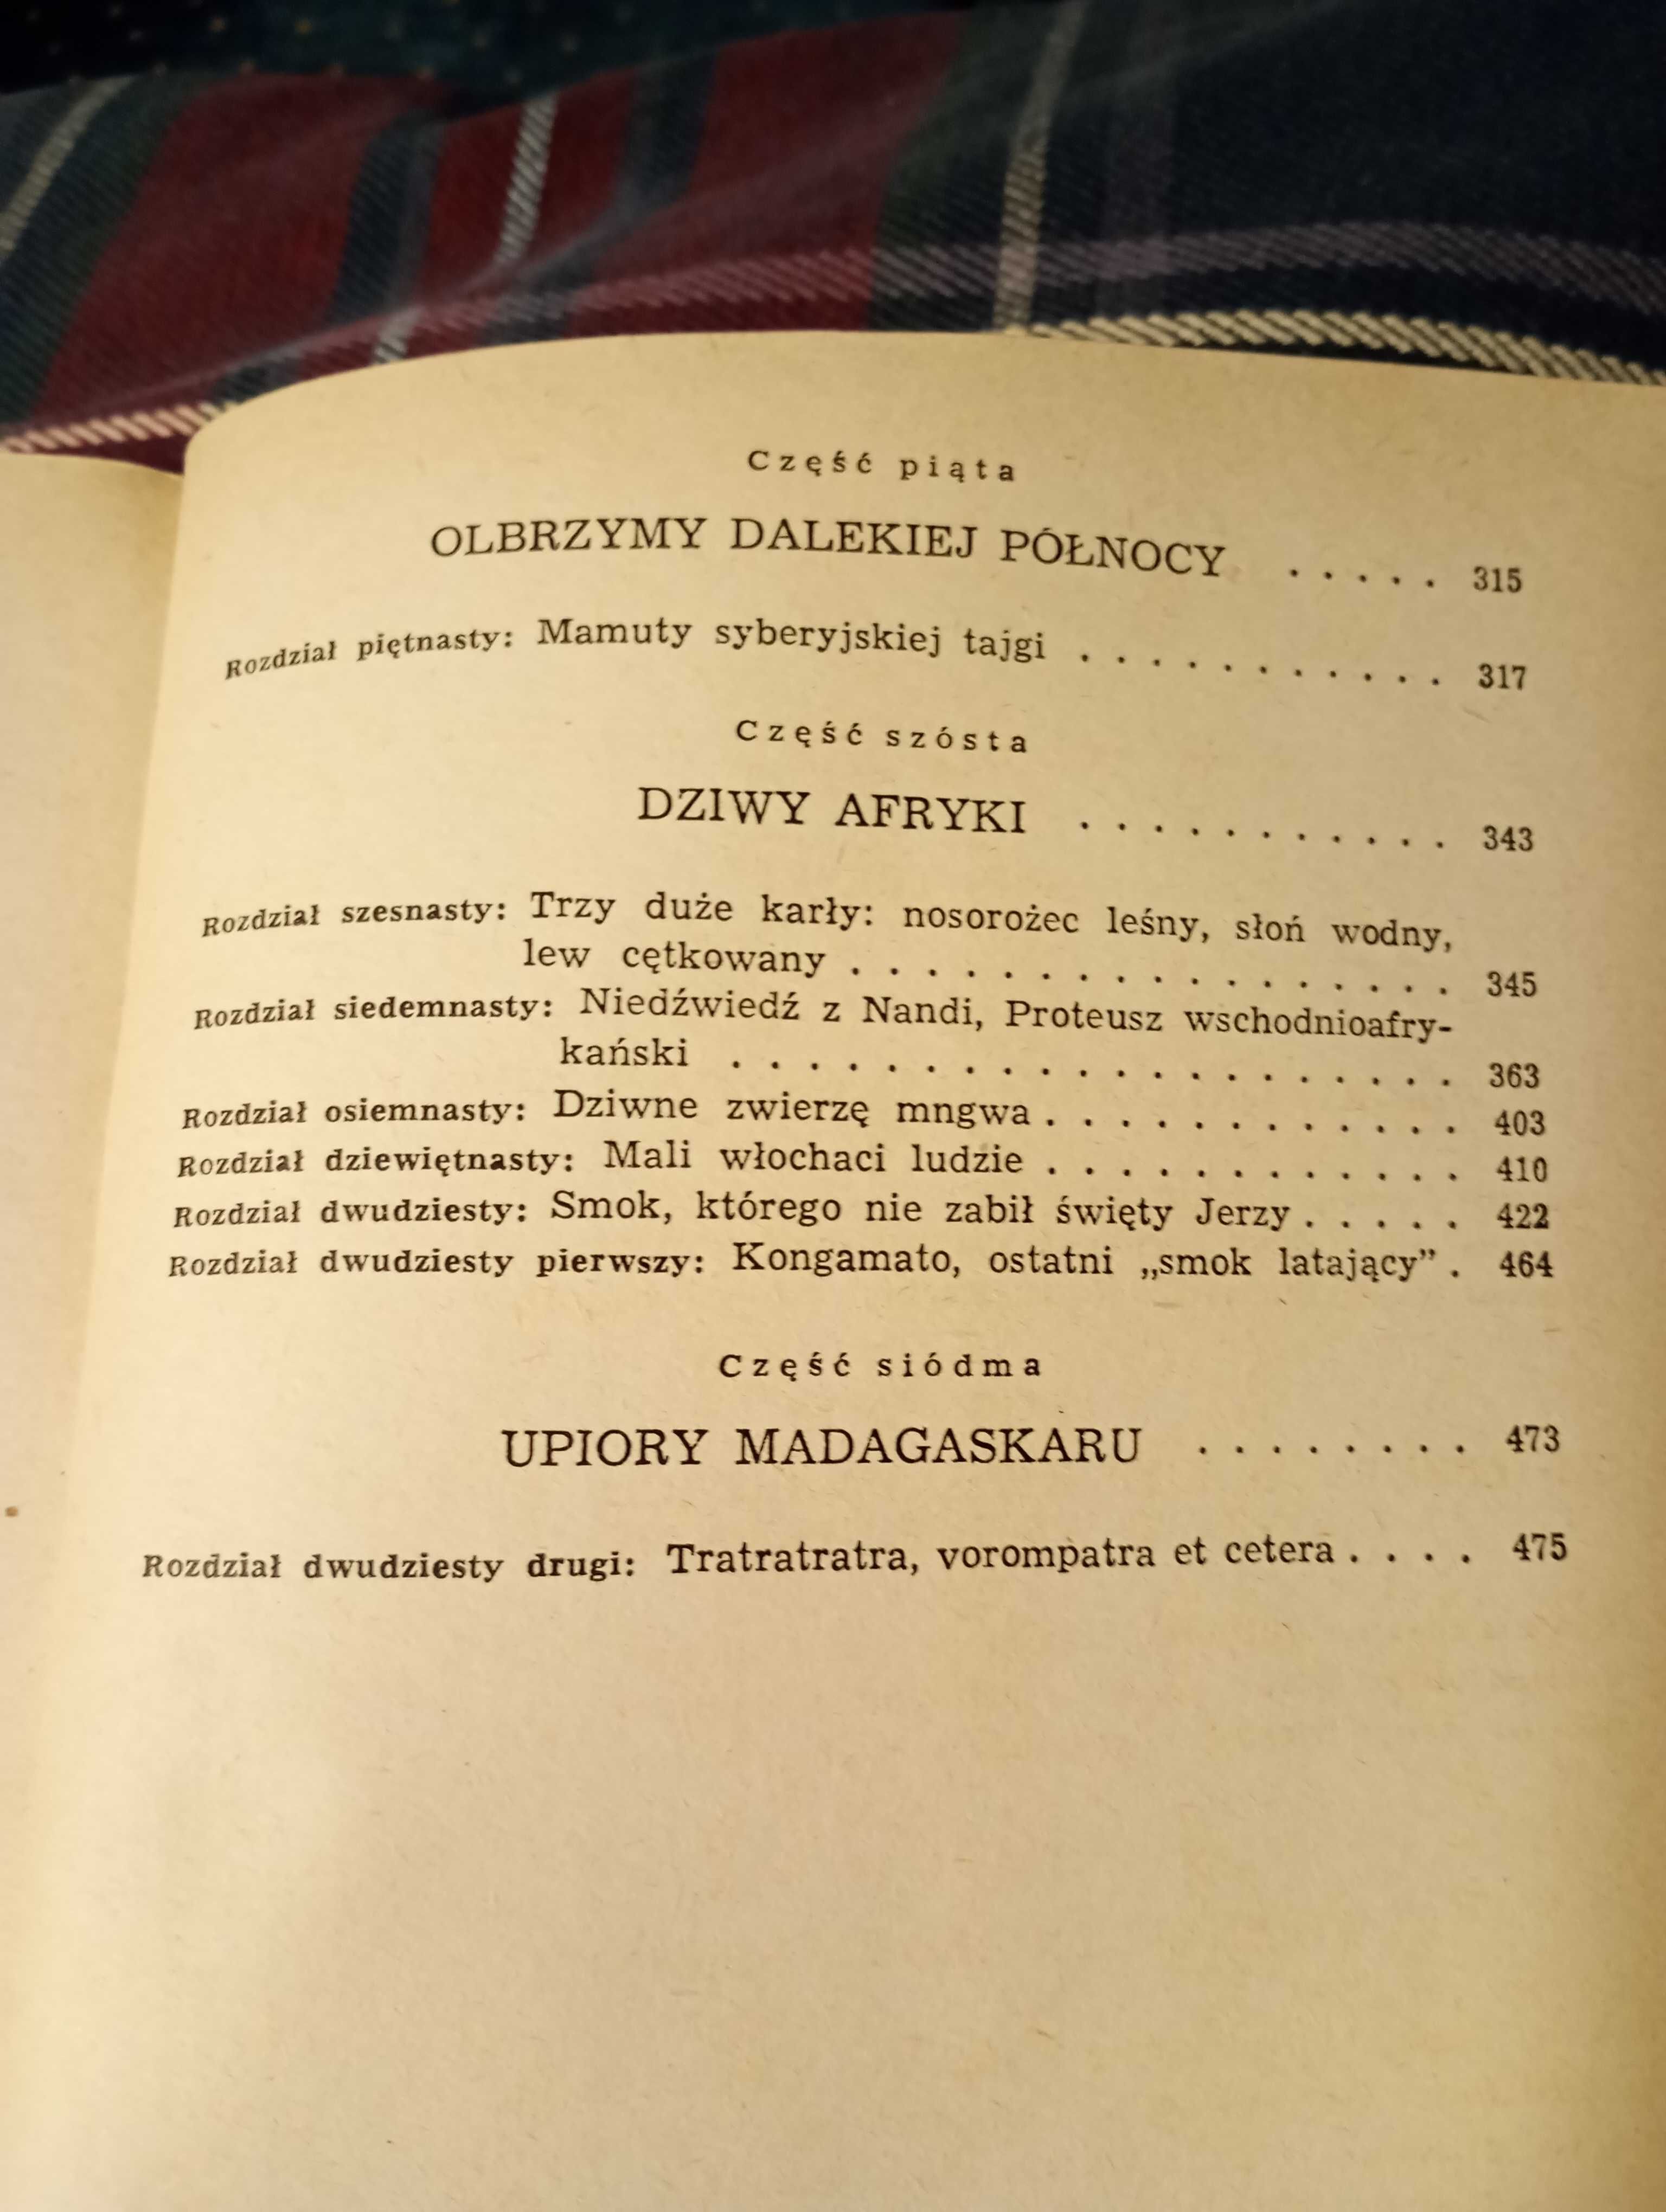 Część piąta
OLBRZYMY DALEKIEJ PÓŁNOCY . . . . . 315
Rozdział piętnasty: Mamuty syberyjskiej tajgi . . . . . . . . . . . 317
Część szósta
DZIWY AFRYKI . . . . . . . . . . . 343
Rozdział szesnasty: Trzy duże karły: nosorożec leśny, słoń wodny,
lew cętkowany . . . . . . . . . . . . . . . . 345
Rozdział siedemnasty: Niedźwiedź z Nandi, Proteusz wschodnioafry-
kański . . . . . . . . . . . . . . . . . . . 363
Rozdział osiemnasty: Dziwne zwierzę mngwa . . . . . . . . . . . . 403
Rozdział dziewiętnasty: Mali włochaci ludzie . . . . . . . . . . . . 410
Rozdział dwudziesty: Smok, którego nie zabił święty Jerzy . . . . . 422
Rozdział dwudziesty pierwszy: Kongamato, ostatni „smok latający” . 464
Część siódma
UPIORY MADAGASKARU . . . . . . . . 473
Rozdział dwudziesty drugi: Tratratratra, vorompatra et cetera . . . . 475